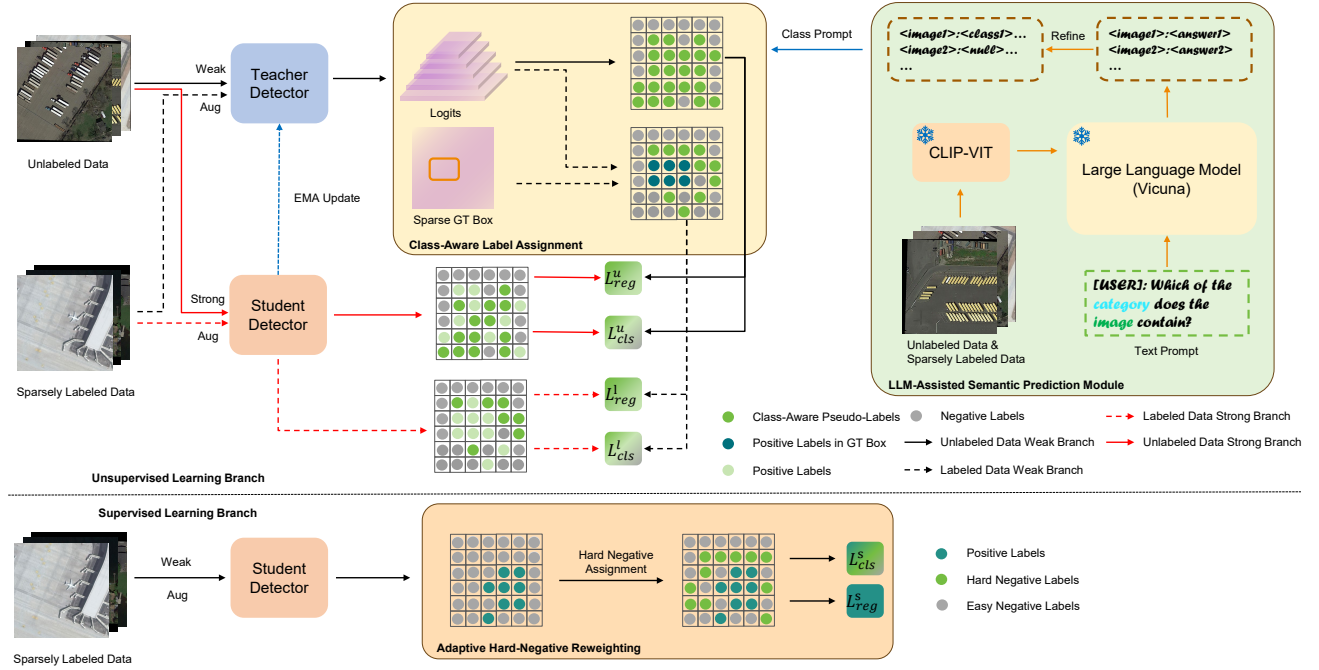 Unlabeled Data
Weak
Aug
Teacher
Detector
EMA Update
Logits
Sparse GT Box
Class-Aware Label Assignment
Class Prompt
<image1>:<class1>...
<image2>:<null>...
...
Refine
<image1>:<answer1>
<image2>:<answer2>
...
CLIP-VIT
Large Language Model
(Vicuna)
Unlabeled Data &
Sparsely Labeled Data
[USER]: Which of the
category does the
image contain?
Text Prompt
LLM-Assisted Semantic Prediction Module
Sparsely Labeled Data
Strong
Aug
Student
Detector
L^u_reg
L^u_cls
L^l_reg
L^l_cls
Class-Aware Pseudo-Labels
Positive Labels in GT Box
Positive Labels
Negative Labels
Unlabeled Data Weak Branch
Labeled Data Weak Branch
Labeled Data Strong Branch
Unlabeled Data Strong Branch
Unsupervised Learning Branch
Supervised Learning Branch
Sparsely Labeled Data
Weak
Aug
Student
Detector
Hard Negative
Assignment
L^s_cls
L^s_reg
Adaptive Hard-Negative Reweighting
Positive Labels
Hard Negative Labels
Easy Negative Labels